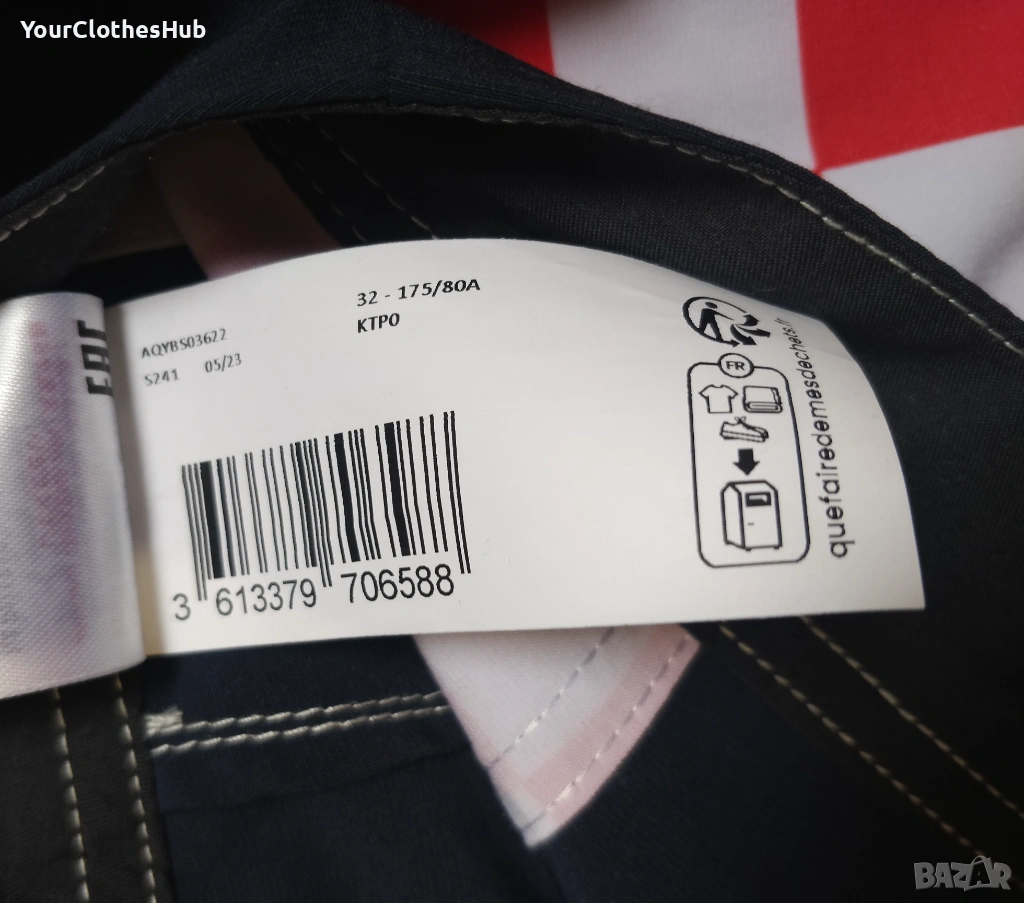 YourClothesHub
32 - 175/80A
KTP0
AQYBS03622
S241 05/23
EAC
3 613379 706588
FR
quefairedemesdechets.fr
BAZAR